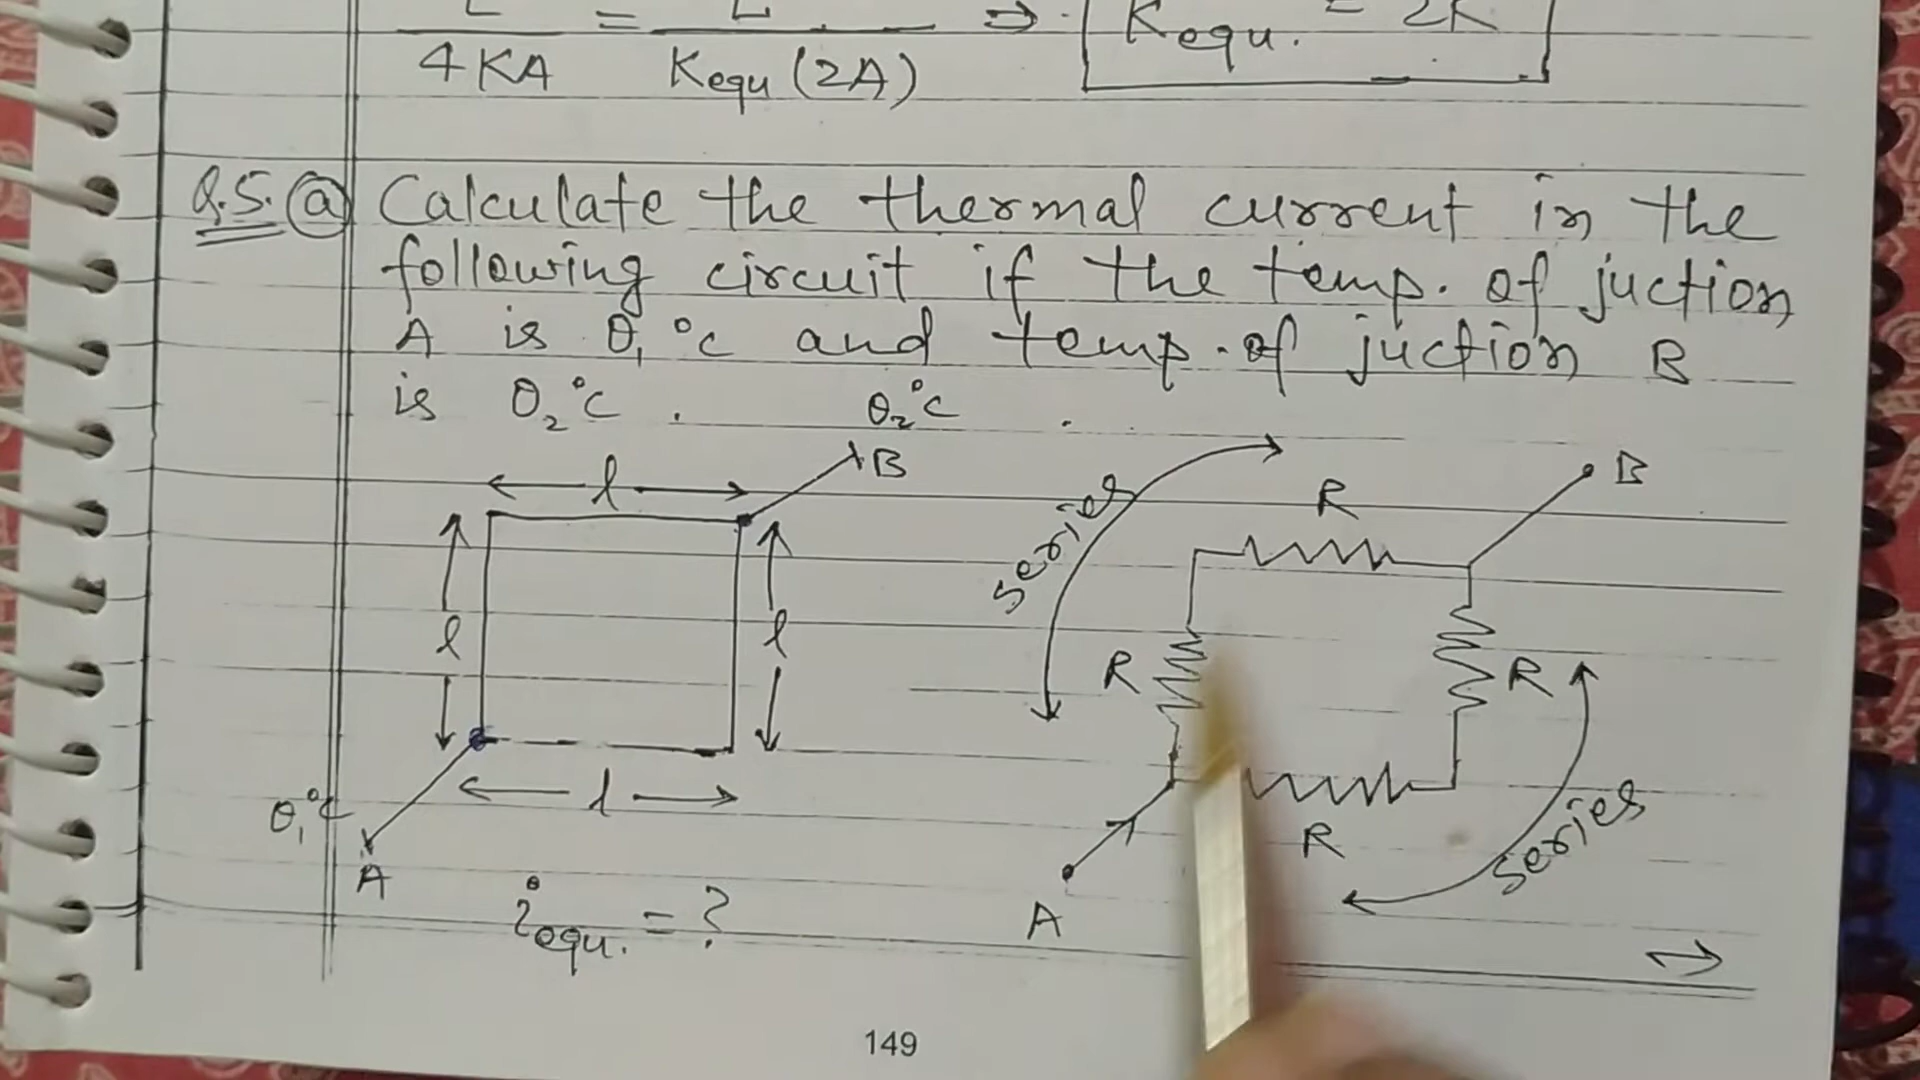 L/4KA = L/Kequ (2A) ⇒ Kequ. = 2K
Q.5. (a) Calculate the thermal current in the
following circuit if the temp. of juction
A is θ₁°C and temp. of juction B
is θ₂°C .
θ₂°C
B
l
l
l
l
θ₁°C
A
iequ. = ?
series
R
B
R
R
R
series
A
→
149